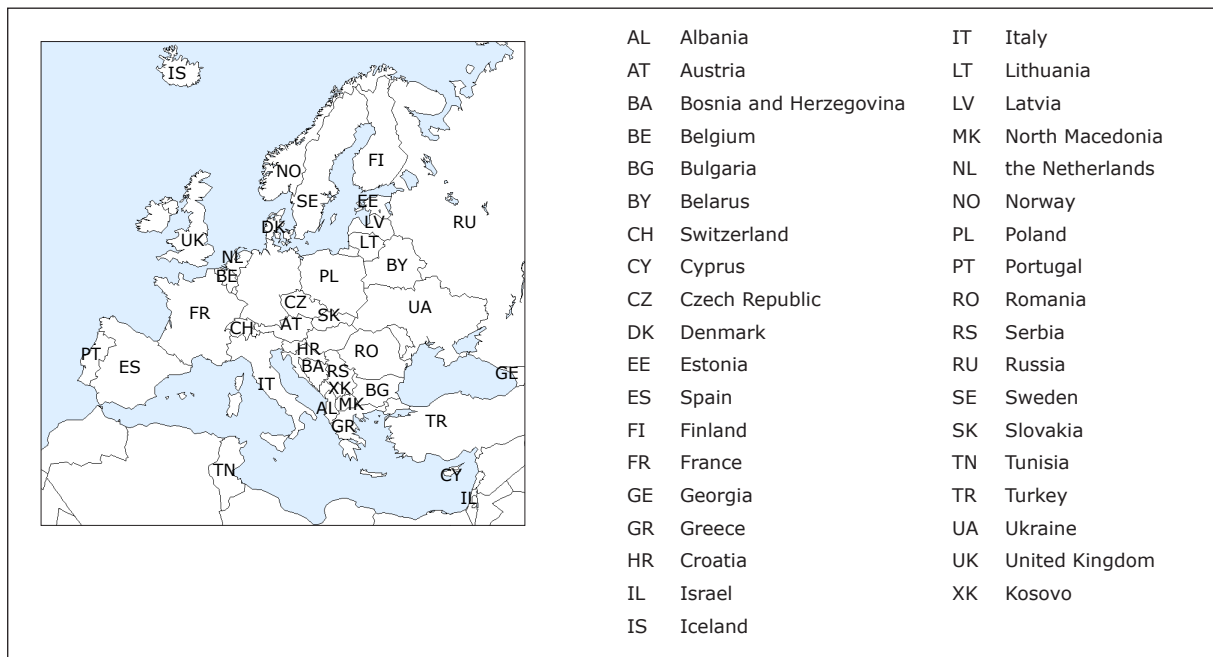 IS
NO
FI
SE
EE
RU
LV
DK
LT
UK
NL
BY
BE
PL
CZ
UA
FR
SK
AT
CH
HR
RO
PT
BA
ES
RS
GE
IT
XK
BG
AL
MK
TR
GR
TN
CY
IL
AL Albania
AT Austria
BA Bosnia and Herzegovina
BE Belgium
BG Bulgaria
BY Belarus
CH Switzerland
CY Cyprus
CZ Czech Republic
DK Denmark
EE Estonia
ES Spain
FI Finland
FR France
GE Georgia
GR Greece
HR Croatia
IL Israel
IS Iceland
IT Italy
LT Lithuania
LV Latvia
MK North Macedonia
NL the Netherlands
NO Norway
PL Poland
PT Portugal
RO Romania
RS Serbia
RU Russia
SE Sweden
SK Slovakia
TN Tunisia
TR Turkey
UA Ukraine
UK United Kingdom
XK Kosovo